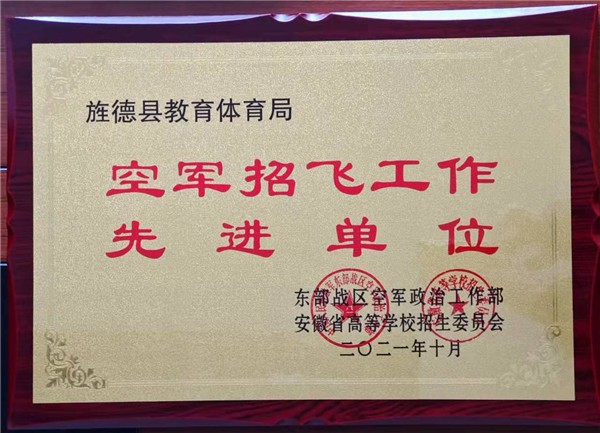 旌德县教育体育局
空军招飞工作
先进单位
东部战区空军政治工作部
安徽省高等学校招生委员会
二〇二一年十月